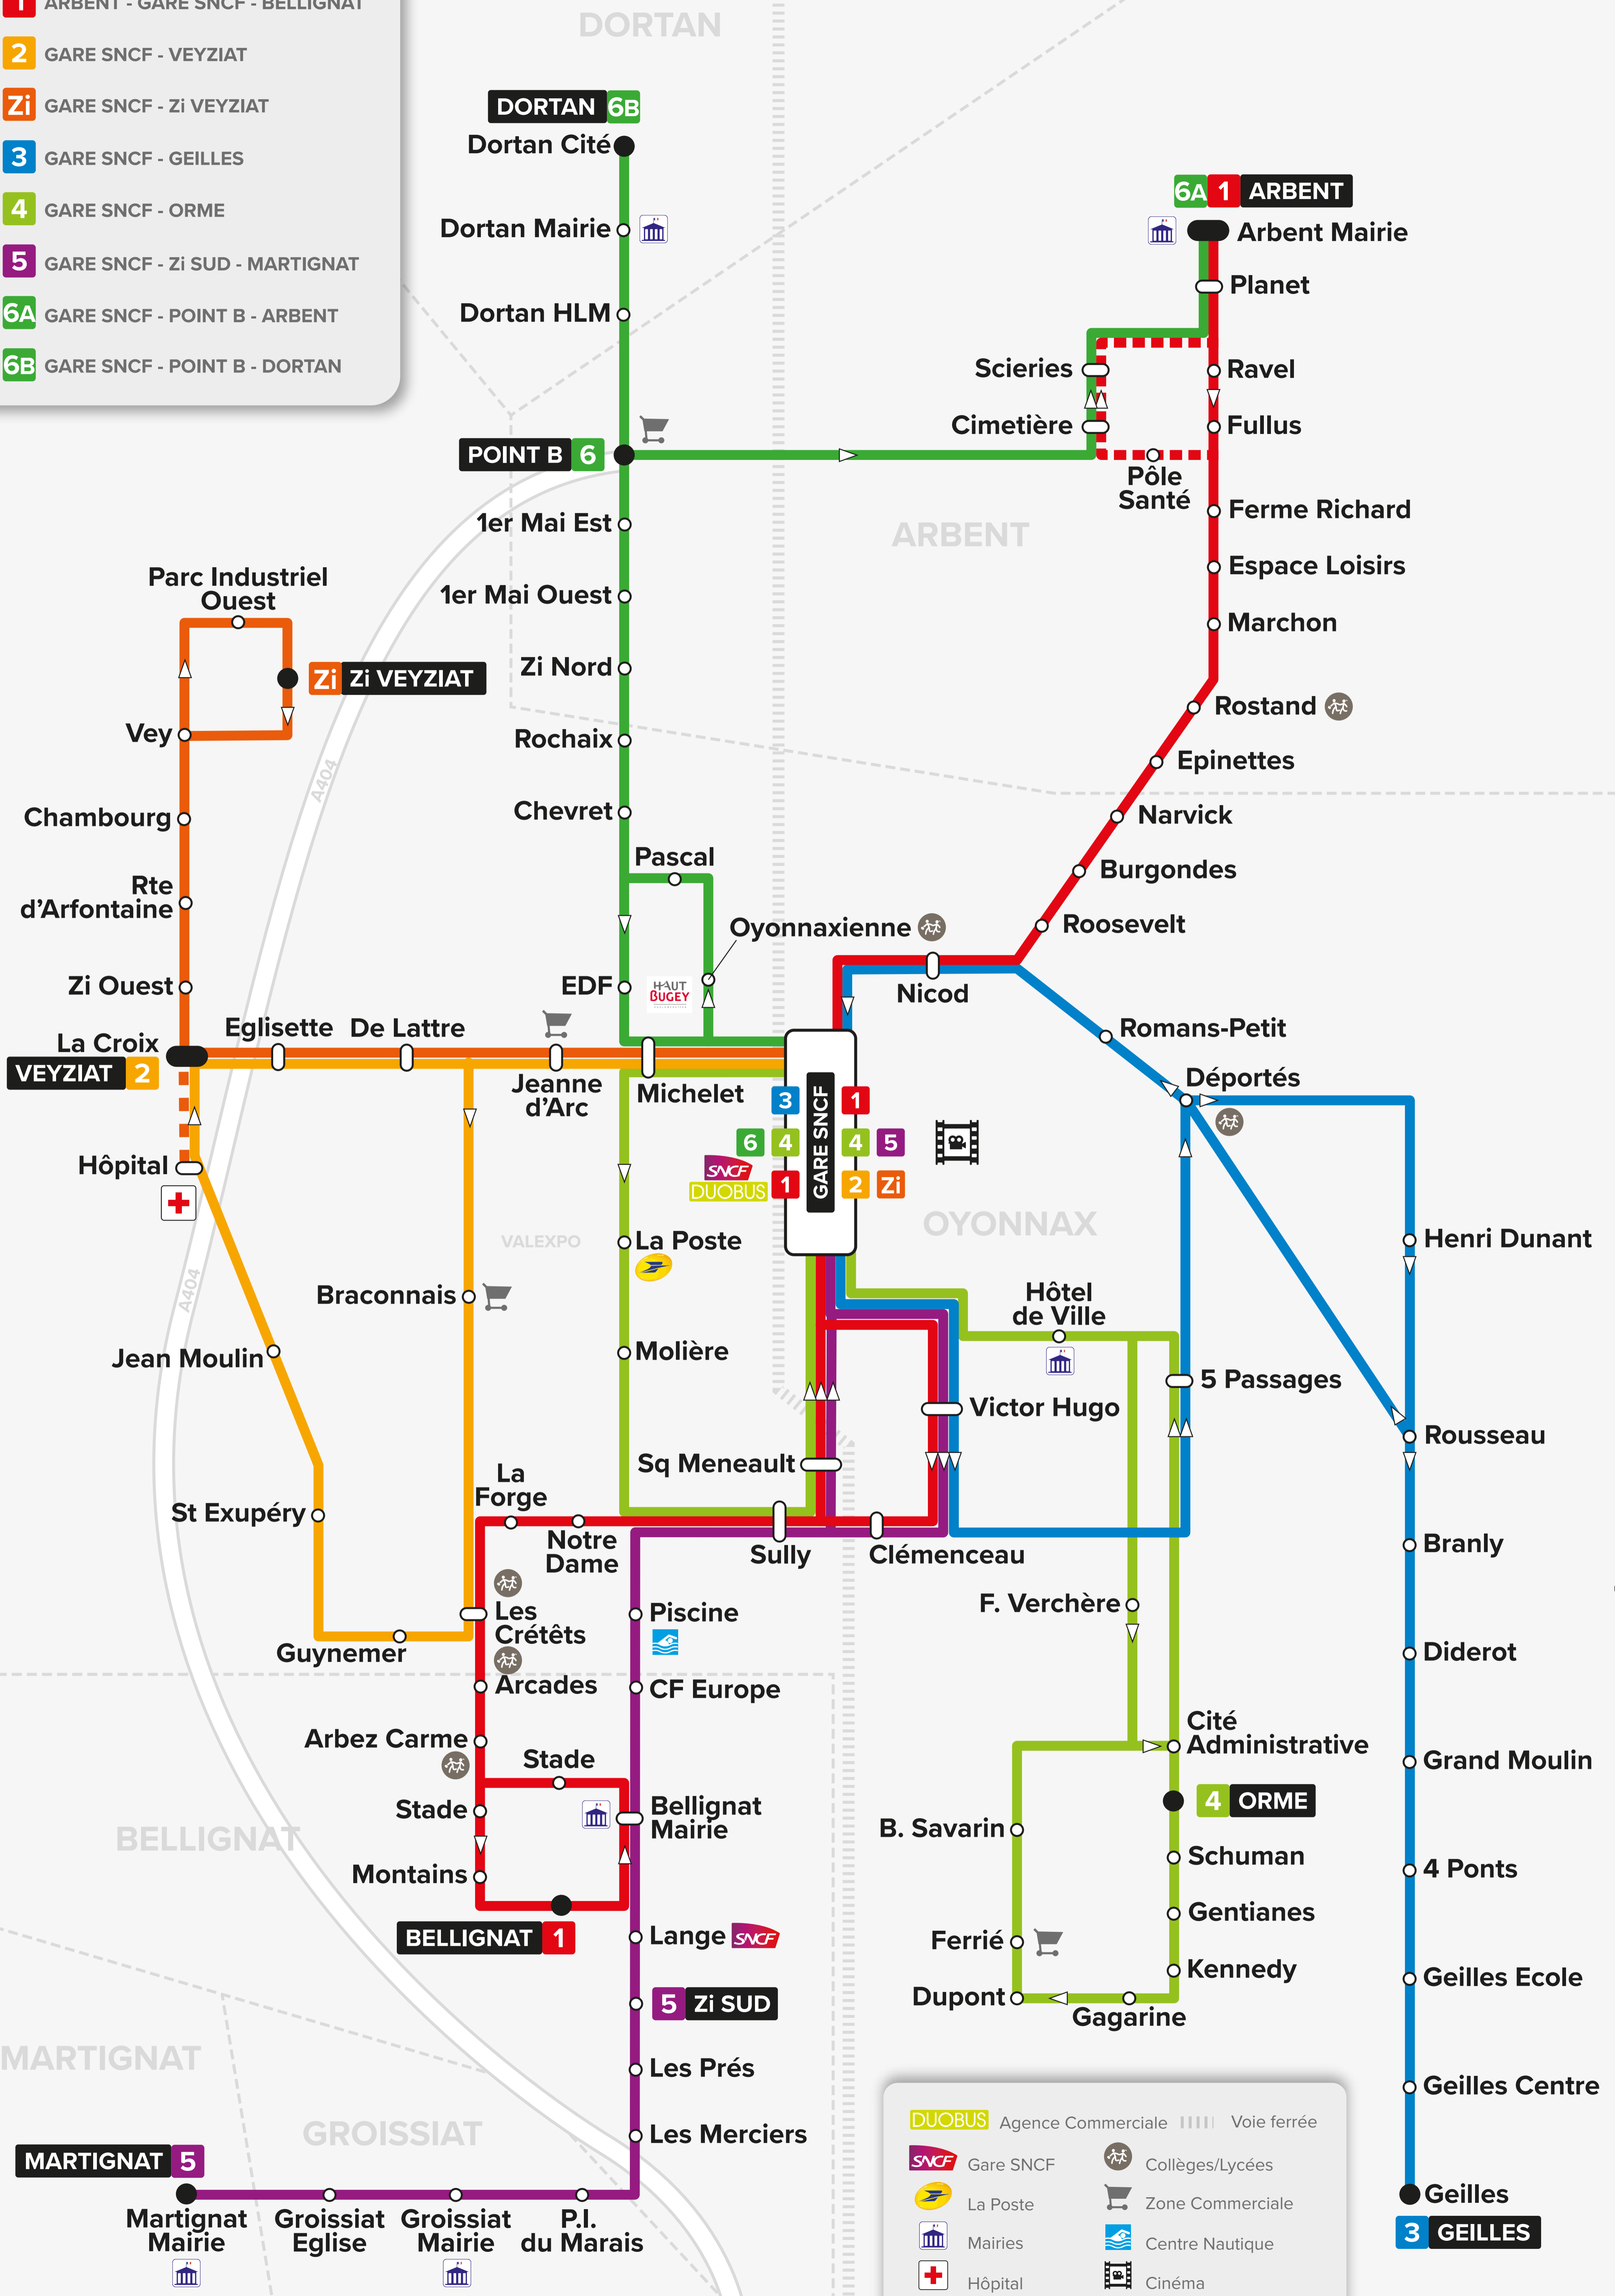 1 ARBENT - GARE SNCF - BELLIGNAT
2 GARE SNCF - VEYZIAT
Zi GARE SNCF - Zi VEYZIAT
3 GARE SNCF - GEILLES
4 GARE SNCF - ORME
5 GARE SNCF - Zi SUD - MARTIGNAT
6A GARE SNCF - POINT B - ARBENT
6B GARE SNCF - POINT B - DORTAN
DORTAN
DORTAN 6B
Dortan Cité
Dortan Mairie
Dortan HLM
POINT B 6
1er Mai Est
1er Mai Ouest
Zi Nord
Rochaix
Chevret
Pascal
Oyonnaxienne
EDF
HAUT
BUGEY
6A 1 ARBENT
Arbent Mairie
Planet
Scieries
Ravel
Cimetière
Fullus
Pôle
Santé
Ferme Richard
ARBENT
Espace Loisirs
Marchon
Rostand
Epinettes
Narvick
Burgondes
Roosevelt
Nicod
Romans-Petit
Déportés
Parc Industriel
Ouest
Zi Zi VEYZIAT
Vey
A404
Chambourg
Rte
d'Arfontaine
Zi Ouest
La Croix
VEYZIAT 2
Eglisette
De Lattre
Jeanne
d'Arc
Michelet
Hôpital
GARE SNCF
3
1
6
4
4
5
SNCF
DUOBUS
1
2
Zi
OYONNAX
VALEXPO
La Poste
A404
Braconnais
Molière
Jean Moulin
St Exupéry
Guynemer
Hôtel
de Ville
Henri Dunant
5 Passages
Victor Hugo
Rousseau
Sq Meneault
La
Forge
Notre
Dame
Sully
Clémenceau
Branly
F. Verchère
Les
Crétêts
Piscine
Diderot
Arcades
CF Europe
Arbez Carme
Cité
Administrative
Grand Moulin
Stade
Stade
Bellignat
Mairie
4 ORME
BELLIGNAT
B. Savarin
Schuman
4 Ponts
Montains
BELLIGNAT 1
Lange SNCF
Gentianes
Ferrié
Kennedy
Geilles Ecole
Dupont
Gagarine
5 Zi SUD
MARTIGNAT
Les Prés
Geilles Centre
GROISSIAT
Les Merciers
MARTIGNAT 5
Martignat
Mairie
Groissiat
Eglise
Groissiat
Mairie
P.I.
du Marais
Geilles
3 GEILLES
DUOBUS Agence Commerciale
Voie ferrée
SNCF Gare SNCF
Collèges/Lycées
La Poste
Zone Commerciale
Mairies
Centre Nautique
Hôpital
Cinéma